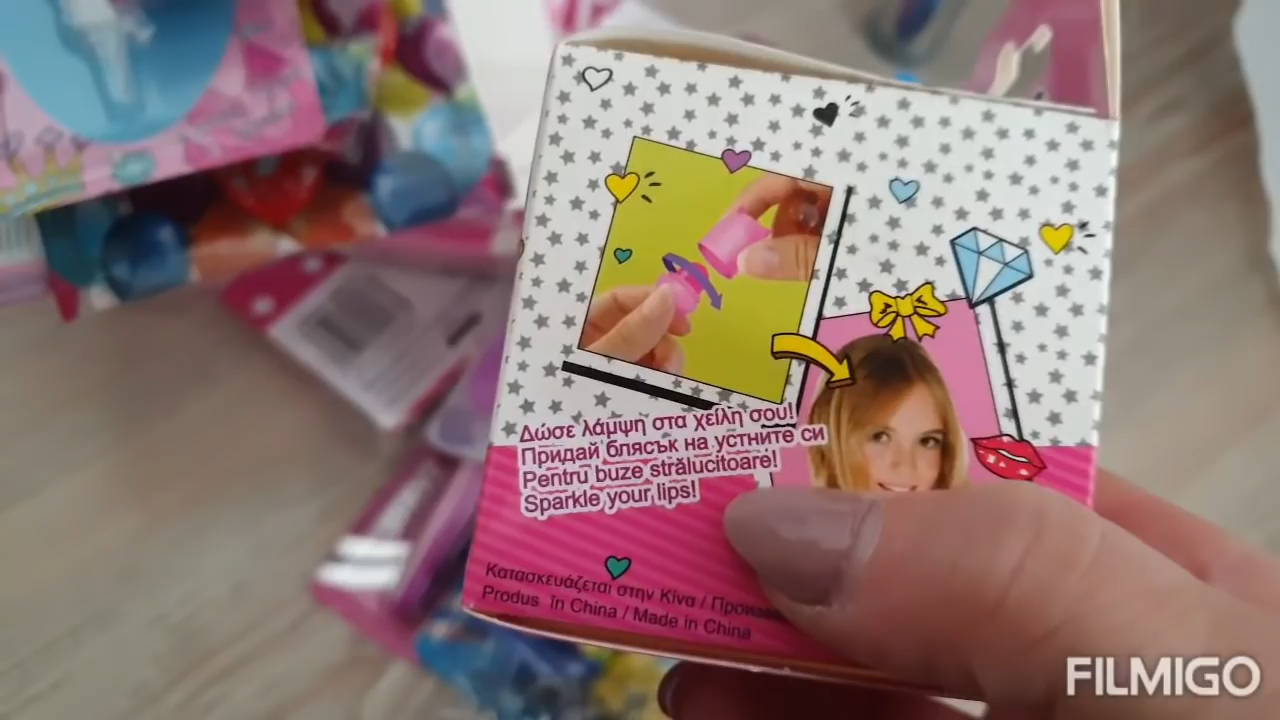 Δώσε λάμψη στα χείλη σου!
Придай блясък на устните си
Pentru buze strălucitoare!
Sparkle your lips!
Κατασκευάζεται στην Κίνα /
Produs în China / Made in China
FILMIGO